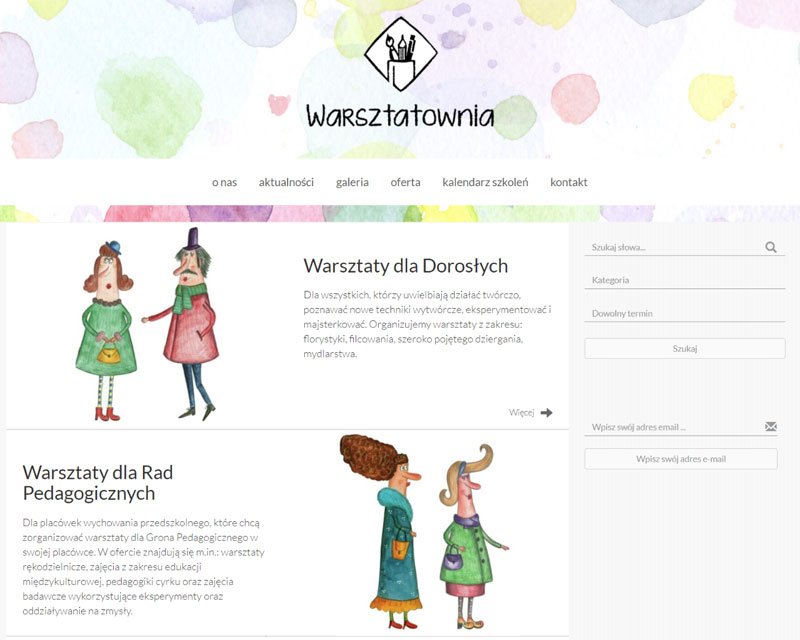 Warsztatownia
o nas aktualności galeria oferta kalendarz szkoleń kontakt
Warsztaty dla Dorosłych
Dla wszystkich, którzy uwielbiają działać twórczo,
poznawać nowe techniki wytwórcze, eksperymentować i
majsterkować. Organizujemy warsztaty z zakresu:
florystyki, filcowania, szeroko pojętego dziergania,
mydlarstwa.
Więcej
Warsztaty dla Rad
Pedagogicznych
Dla placówek wychowania przedszkolnego, które chcą
zorganizować warsztaty dla Grona Pedagogicznego w
swojej placówce. W ofercie znajdują się m.in.: warsztaty
rękodzielnicze, zajęcia z zakresu edukacji
międzykulturowej, pedagogiki cyrku oraz zajęcia
badawcze wykorzystujące eksperymenty oraz
oddziaływanie na zmysły.
Szukaj słowa...
Kategoria
Dowolny termin
Szukaj
Wpisz swój adres email ...
Wpisz swój adres e-mail